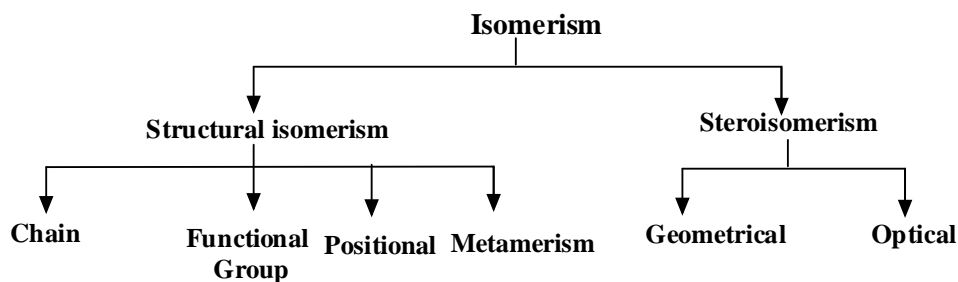 Isomerism
Structural isomerism
Steroisomerism
Chain
Functional
Group
Positional
Metamerism
Geometrical
Optical